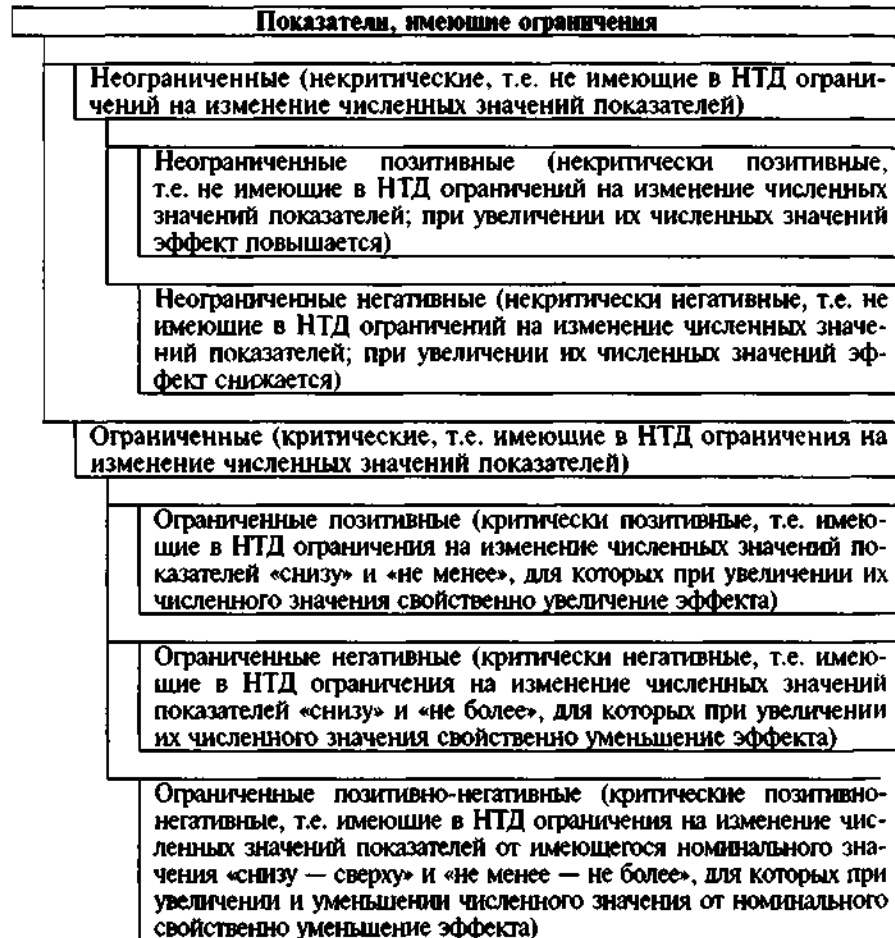 Показатели, имеющие ограничения
Неограниченные (некритические, т.е. не имеющие в НТД ограни-
чений на изменение численных значений показателей)
Неограниченные позитивные (некритически позитивные,
т.е. не имеющие в НТД ограничений на изменение численных
значений показателей; при увеличении их численных значений
эффект повышается)
Неограниченные негативные (некритически негативные, т.е. не
имеющие в НТД ограничений на изменение численных значе-
ний показателей; при увеличении их численных значений эф-
фект снижается)
Ограниченные (критические, т.е. имеющие в НТД ограничения на
изменение численных значений показателей)
Ограниченные позитивные (критически позитивные, т.е. имею-
щие в НТД ограничения на изменение численных значений по-
казателей «снизу» и «не менее», для которых при увеличении их
численного значения свойственно увеличение эффекта)
Ограниченные негативные (критически негативные, т.е. имею-
щие в НТД ограничения на изменение численных значений
показателей «снизу» и «не более», для которых при увеличении
их численного значения свойственно уменьшение эффекта)
Ограниченные позитивно-негативные (критические позитивно-
негативные, т.е. имеющие в НТД ограничения на изменение чис-
ленных значений показателей от имеющегося номинального зна-
чения «снизу — сверху» и «не менее — не более», для которых при
увеличении и уменьшении численного значения от номинального
свойственно уменьшение эффекта)